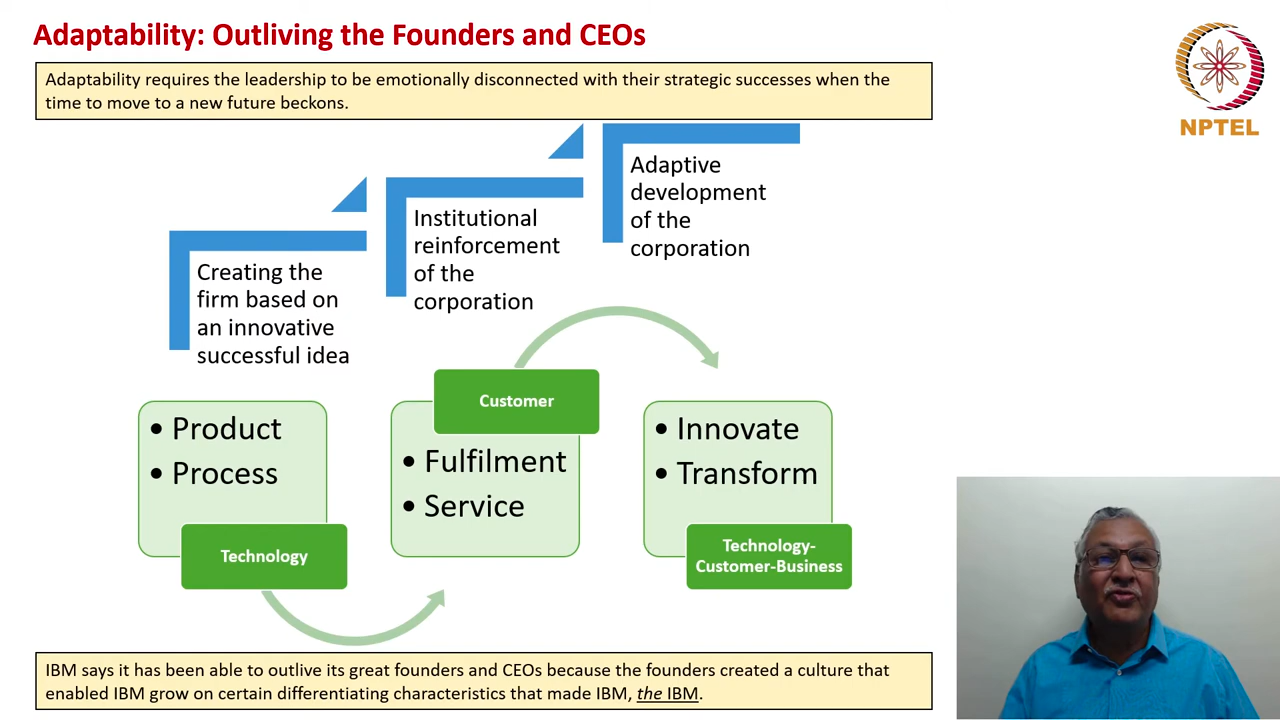 Adaptability: Outliving the Founders and CEOs
NPTEL
Adaptability requires the leadership to be emotionally disconnected with their strategic successes when the
time to move to a new future beckons.
Creating the
firm based on
an innovative
successful idea
Institutional
reinforcement
of the
corporation
Adaptive
development
of the
corporation
• Product
• Process
Technology
Customer
• Fulfilment
• Service
• Innovate
• Transform
Technology-
Customer-Business
IBM says it has been able to outlive its great founders and CEOs because the founders created a culture that
enabled IBM grow on certain differentiating characteristics that made IBM, the IBM.